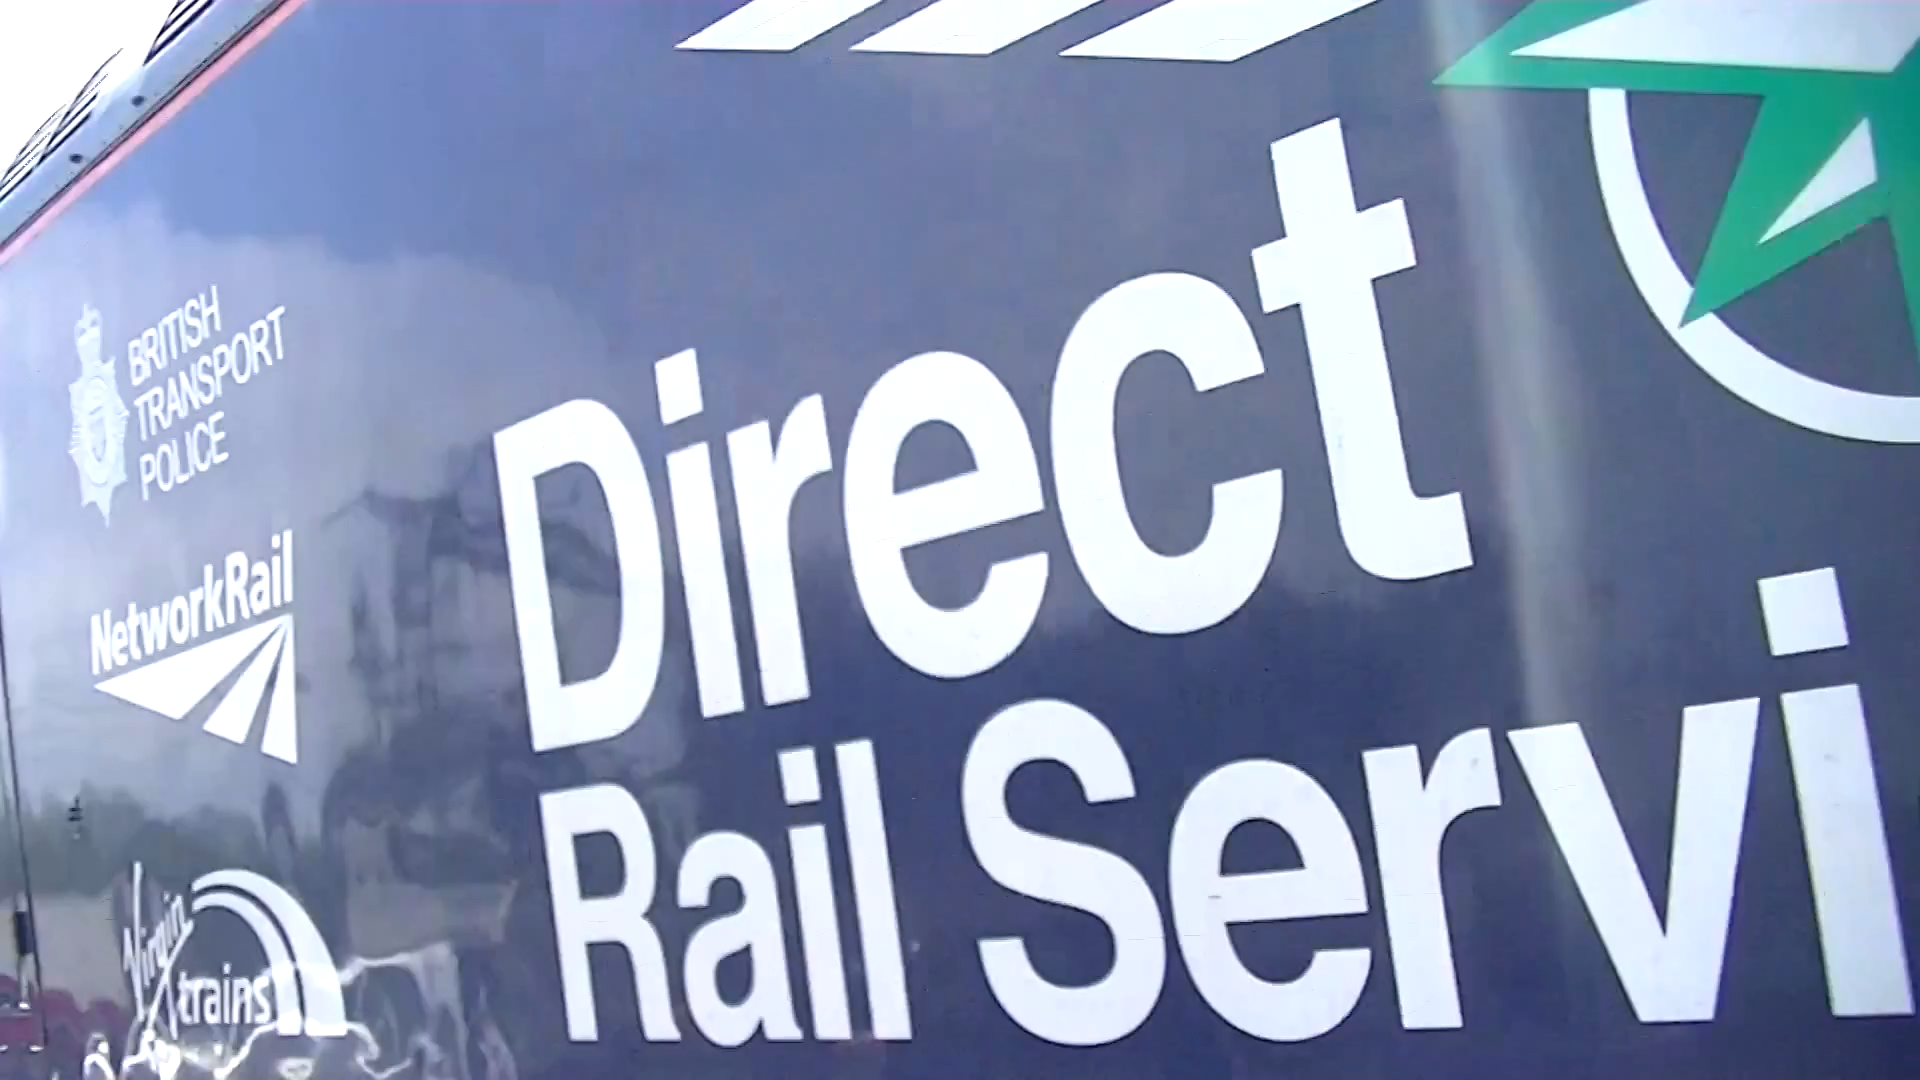 BRITISH
TRANSPORT
POLICE
NetworkRail
Virgin
trains
Direct
Rail Servi